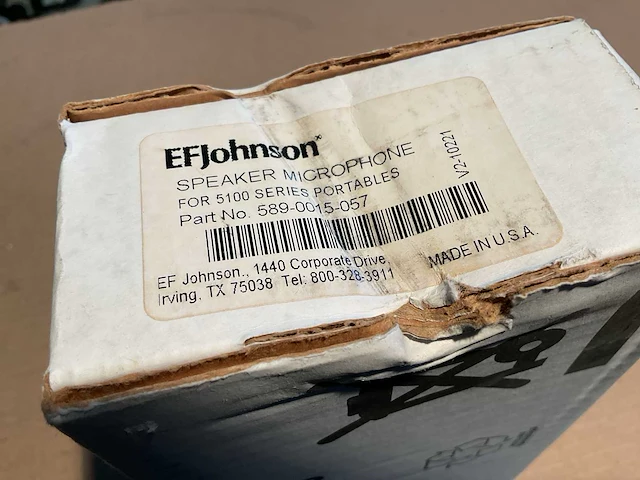 EFJohnson
SPEAKER MICROPHONE
FOR 5100 SERIES PORTABLES
Part No. 589-0015-057
V2-10221
EF Johnson., 1440 Corporate Drive,
Irving, TX 75038 Tel: 800-328-3911
MADE IN U.S.A.